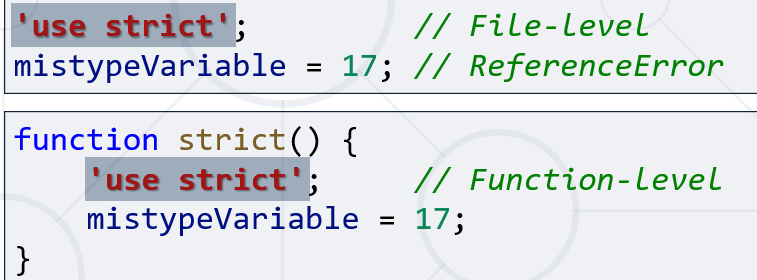 'use strict';          // File-level
mistypeVariable = 17; // ReferenceError
function strict() {
    'use strict';     // Function-level
    mistypeVariable = 17;
}